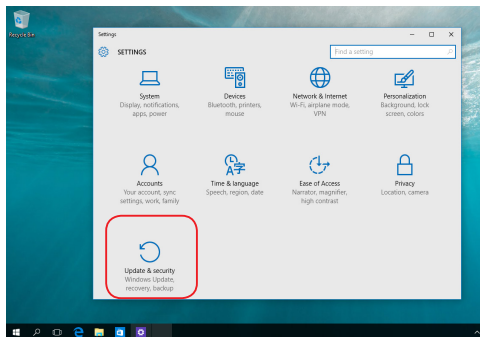 Recycle Bin
Settings
SETTINGS
Find a setting
System
Display, notifications,
apps, power
Devices
Bluetooth, printers,
mouse
Network & Internet
Wi-Fi, airplane mode,
VPN
Personalization
Background, lock
screen, colors
Accounts
Your account, sync
settings, work, family
Time & language
Speech, region, date
Ease of Access
Narrator, magnifier,
high contrast
Privacy
Location, camera
Update & security
Windows Update,
recovery, backup